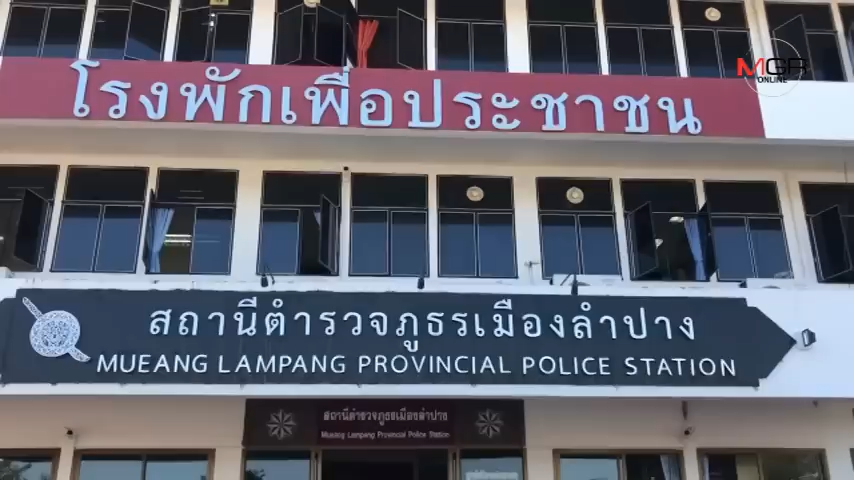 MGR
ONLINE
โรงพักเพื่อประชาชน
สถานีตำรวจภูธรเมืองลำปาง
MUEANG LAMPANG PROVINCIAL POLICE STATION
สถานีตำรวจภูธรเมืองลำปาง
Mueang Lampang Provincial Police Station